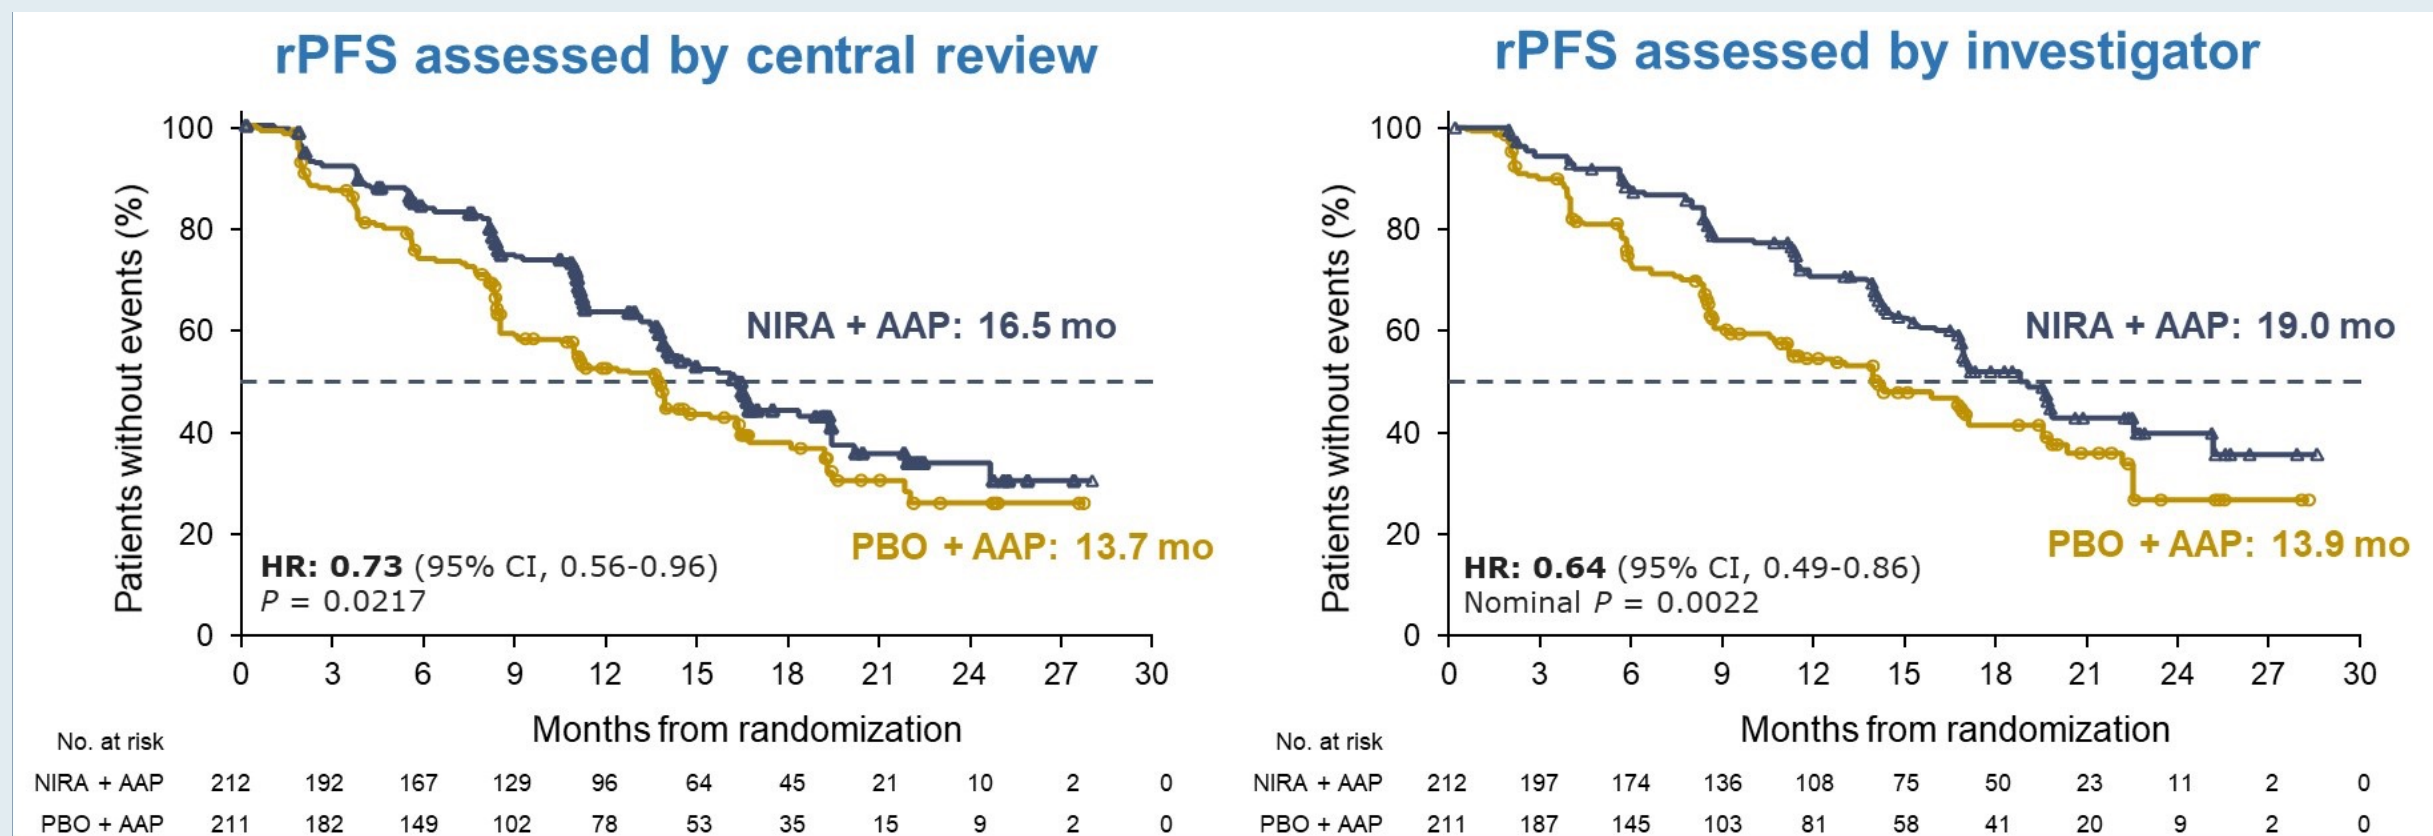 rPFS assessed by central review
Patients without events (%)
100
80
60
40
20
0
NIRA + AAP: 16.5 mo
PBO + AAP: 13.7 mo
HR: 0.73 (95% CI, 0.56-0.96)
P = 0.0217
0 3 6 9 12 15 18 21 24 27 30
Months from randomization
No. at risk
NIRA + AAP 212 192 167 129 96 64 45 21 10 2 0
PBO + AAP 211 182 149 102 78 53 35 15 9 2 0
rPFS assessed by investigator
Patients without events (%)
100
80
60
40
20
0
NIRA + AAP: 19.0 mo
PBO + AAP: 13.9 mo
HR: 0.64 (95% CI, 0.49-0.86)
Nominal P = 0.0022
0 3 6 9 12 15 18 21 24 27 30
Months from randomization
No. at risk
NIRA + AAP 212 197 174 136 108 75 50 23 11 2 0
PBO + AAP 211 187 145 103 81 58 41 20 9 2 0